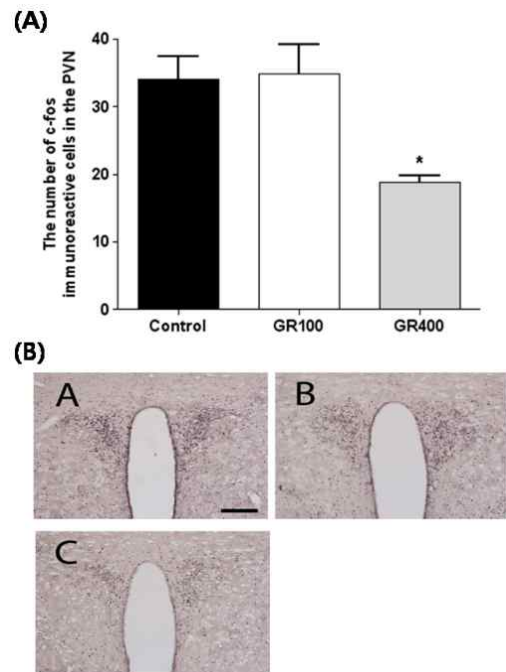 (A)
The number of c-fos
immunoreactive cells in the PVN
40
30
20
10
0
*
Control GR100 GR400
(B)
A B
C